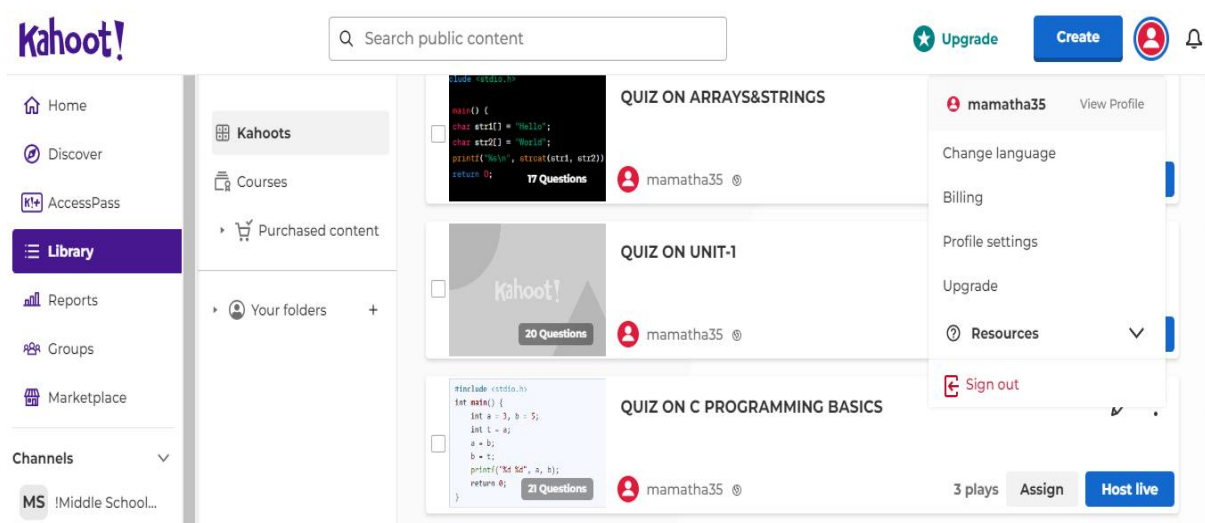 Kahoot!
Search public content
Upgrade
Create
Home
Discover
K!+ AccessPass
Library
Reports
Groups
Marketplace
Channels
MS !Middle School...
Kahoots
Courses
Purchased content
Your folders +
clude <stdio.h>
main() {
char str1[] = "Hello";
char str2[] = "World";
printf("%s\n", strcat(str1, str2))
return 0;
17 Questions
QUIZ ON ARRAYS&STRINGS
mamatha35
Kahoot!
20 Questions
QUIZ ON UNIT-1
mamatha35
#include <stdio.h>
int main() {
int a = 3, b = 5;
int t = a;
a = b;
b = t;
printf("%d %d", a, b);
return 0;
}
21 Questions
QUIZ ON C PROGRAMMING BASICS
mamatha35
3 plays
Assign
Host live
mamatha35 View Profile
Change language
Billing
Profile settings
Upgrade
Resources
Sign out